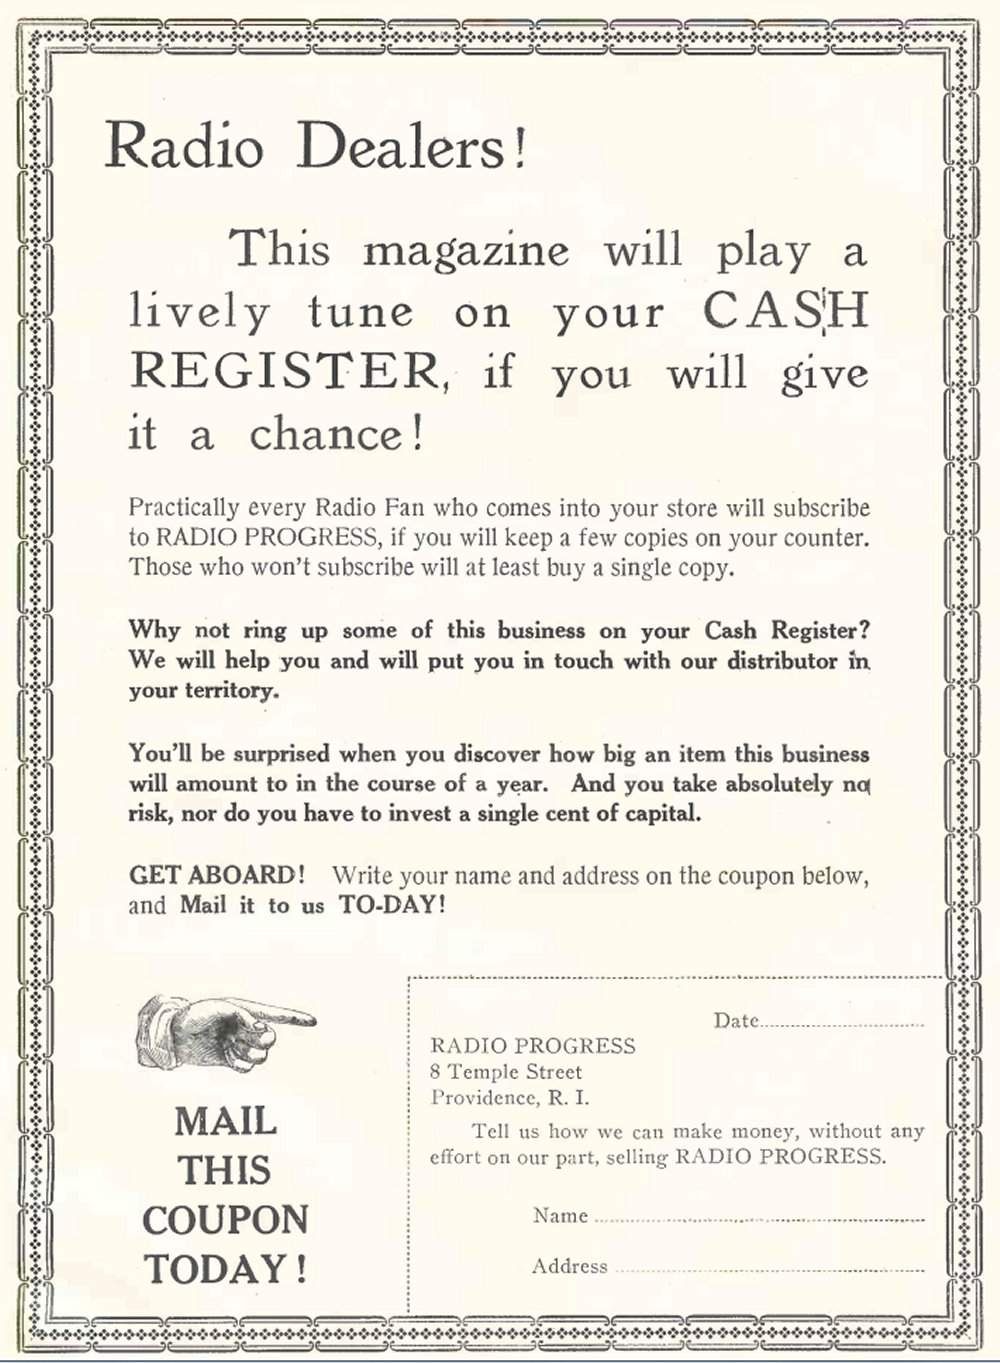 Radio Dealers!
This magazine will play a
lively tune on your CASH
REGISTER, if you will give
it a chance!
Practically every Radio Fan who comes into your store will subscribe
to RADIO PROGRESS, if you will keep a few copies on your counter.
Those who won't subscribe will at least buy a single copy.
Why not ring up some of this business on your Cash Register?
We will help you and will put you in touch with our distributor in
your territory.
You'll be surprised when you discover how big an item this business
will amount to in the course of a year. And you take absolutely no
risk, nor do you have to invest a single cent of capital.
GET ABOARD! Write your name and address on the coupon below,
and Mail it to us TO-DAY!
MAIL
THIS
COUPON
TODAY!
Date
RADIO PROGRESS
8 Temple Street
Providence, R. I.
Tell us how we can make money, without any
effort on our part, selling RADIO PROGRESS.
Name
Address